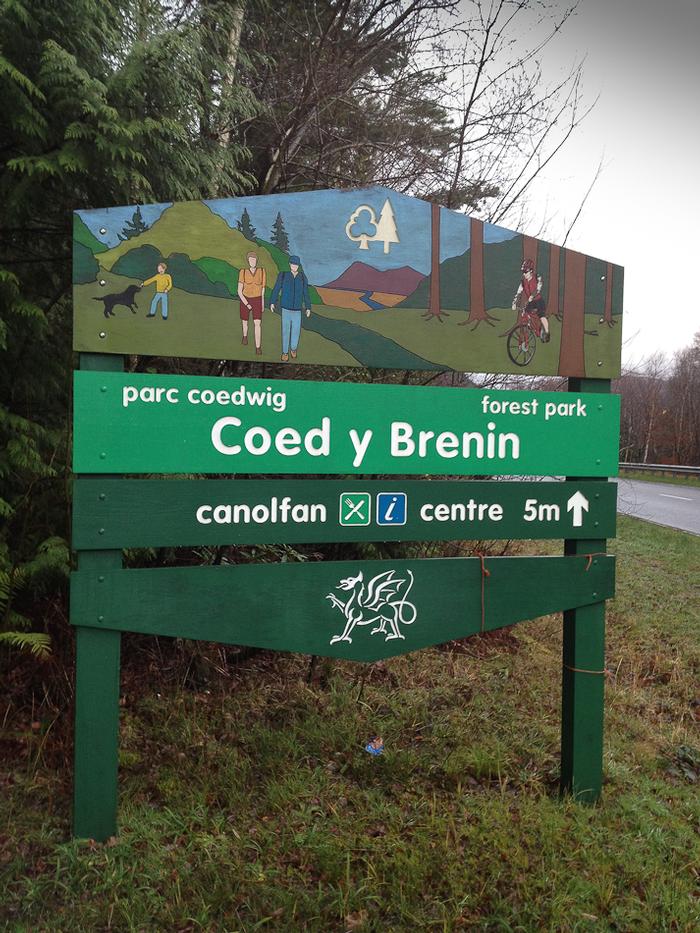 parc coedwig forest park
Coed y Brenin
canolfan i centre 5m